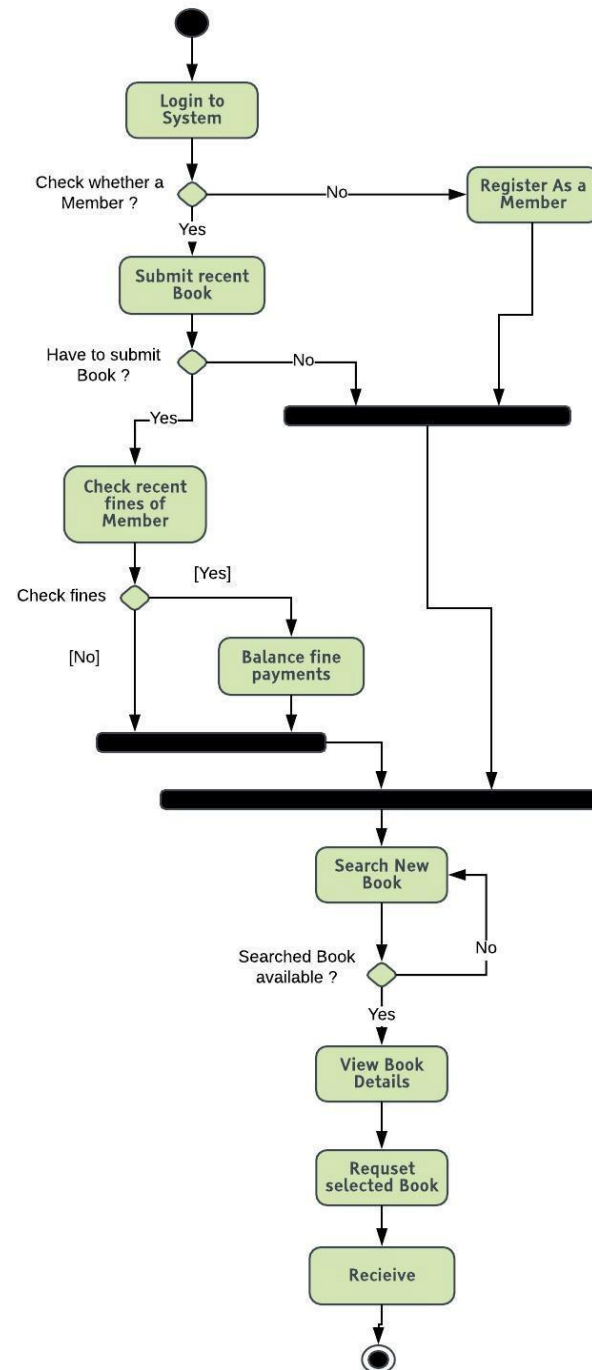 Login to
System
Check whether a
Member ?
No
Register As a
Member
Yes
Submit recent
Book
Have to submit
Book ?
No
Yes
Check recent
fines of
Member
[Yes]
Check fines
[No]
Balance fine
payments
Search New
Book
No
Searched Book
available ?
Yes
View Book
Details
Requset
selected Book
Recieive